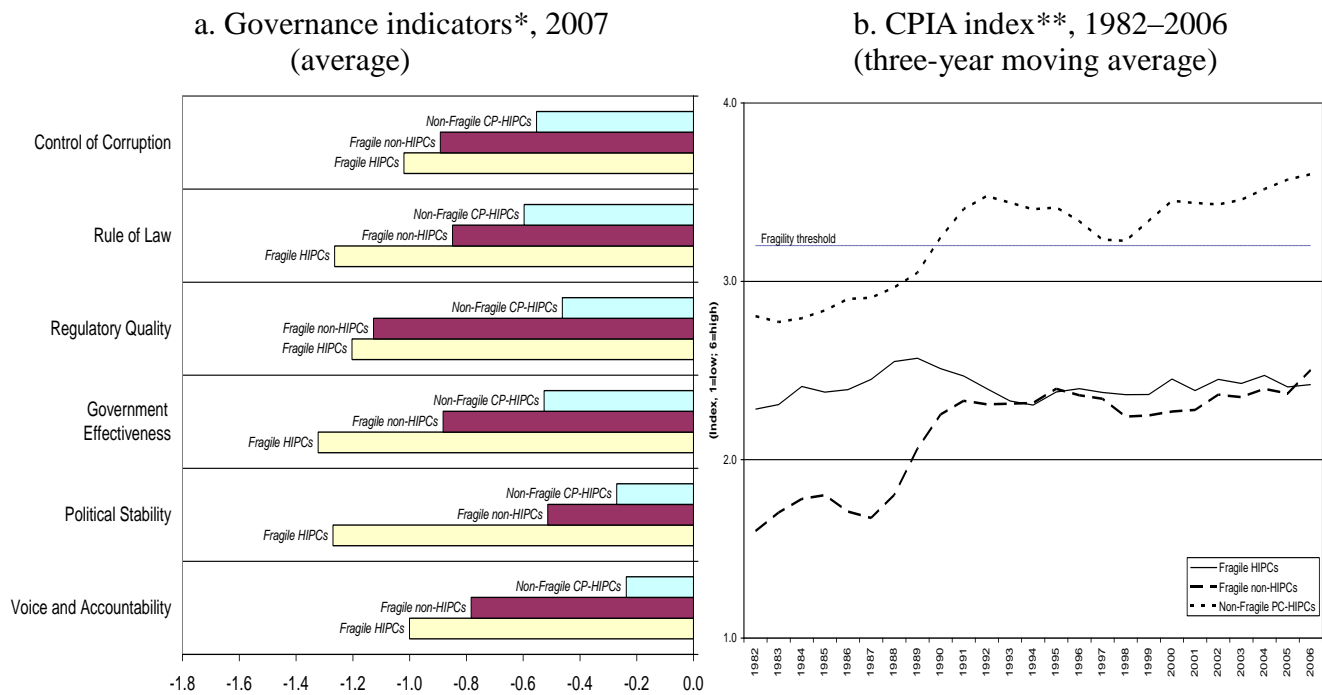 a. Governance indicators*, 2007
(average)
Control of Corruption
Non-Fragile CP-HIPCs
Fragile non-HIPCs
Fragile HIPCs
Rule of Law
Non-Fragile CP-HIPCs
Fragile non-HIPCs
Fragile HIPCs
Regulatory Quality
Non-Fragile CP-HIPCs
Fragile non-HIPCs
Fragile HIPCs
Government
Effectiveness
Non-Fragile CP-HIPCs
Fragile non-HIPCs
Fragile HIPCs
Political Stability
Non-Fragile CP-HIPCs
Fragile non-HIPCs
Fragile HIPCs
Voice and Accountability
Non-Fragile CP-HIPCs
Fragile non-HIPCs
Fragile HIPCs
-1.8 -1.6 -1.4 -1.2 -1.0 -0.8 -0.6 -0.4 -0.2 0.0
b. CPIA index**, 1982–2006
(three-year moving average)
(Index, 1=low; 6=high)
4.0
3.0
2.0
1.0
Fragility threshold
Fragile HIPCs
Fragile non-HIPCs
Non-Fragile PC-HIPCs
1982 1983 1984 1985 1986 1987 1988 1989 1990 1991 1992 1993 1994 1995 1996 1997 1998 1999 2000 2001 2002 2003 2004 2005 2006